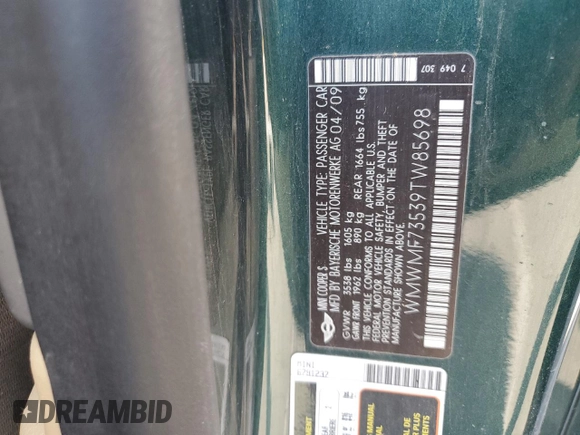 MINI COOPER S
VEHICLE TYPE: PASSENGER CAR
MFD BY BAYERISCHE MOTORENWERKE AG 04/09
GVWR 3538 lbs 1605 kg
GAWR FRONT 1962 lbs 890 kg REAR 1664 lbs 755 kg
THIS VEHICLE CONFORMS TO ALL APPLICABLE U.S.
FEDERAL MOTOR VEHICLE SAFETY, BUMPER AND THEFT
PREVENTION STANDARDS IN EFFECT ON THE DATE OF
MANUFACTURE SHOWN ABOVE.
WMWMF73539TW85698
7 049 307
MINI
6791232
DREAMBID